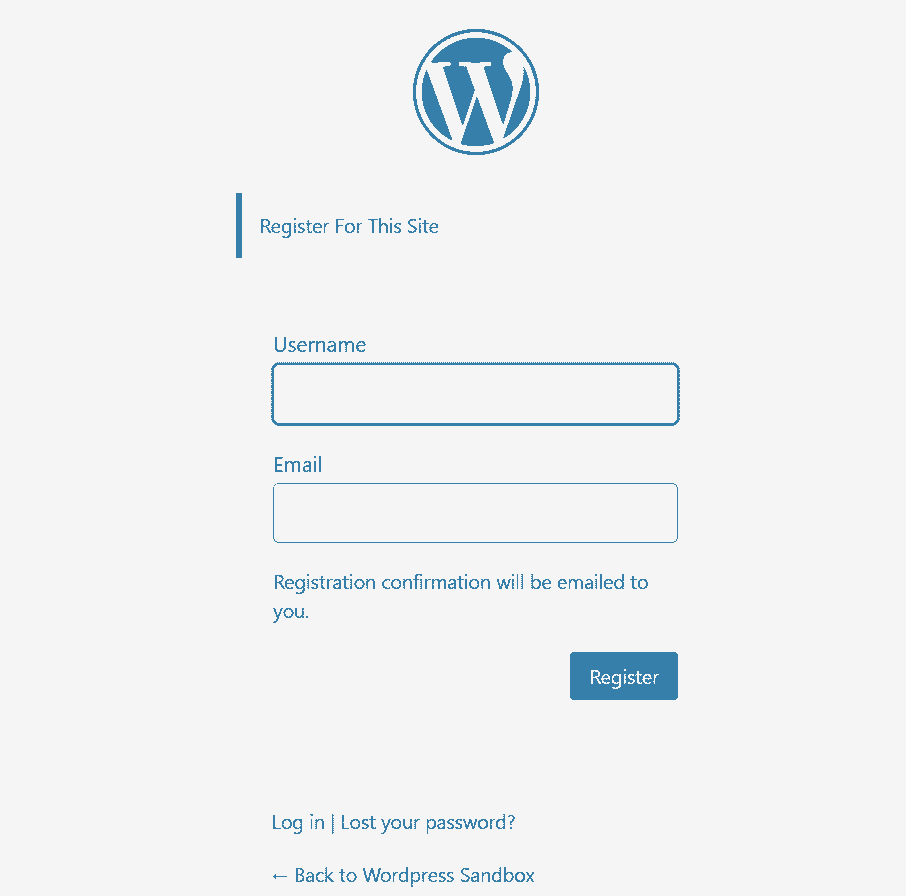 Register For This Site
Username
Email
Registration confirmation will be emailed to
you.
Register
Log in | Lost your password?
← Back to Wordpress Sandbox